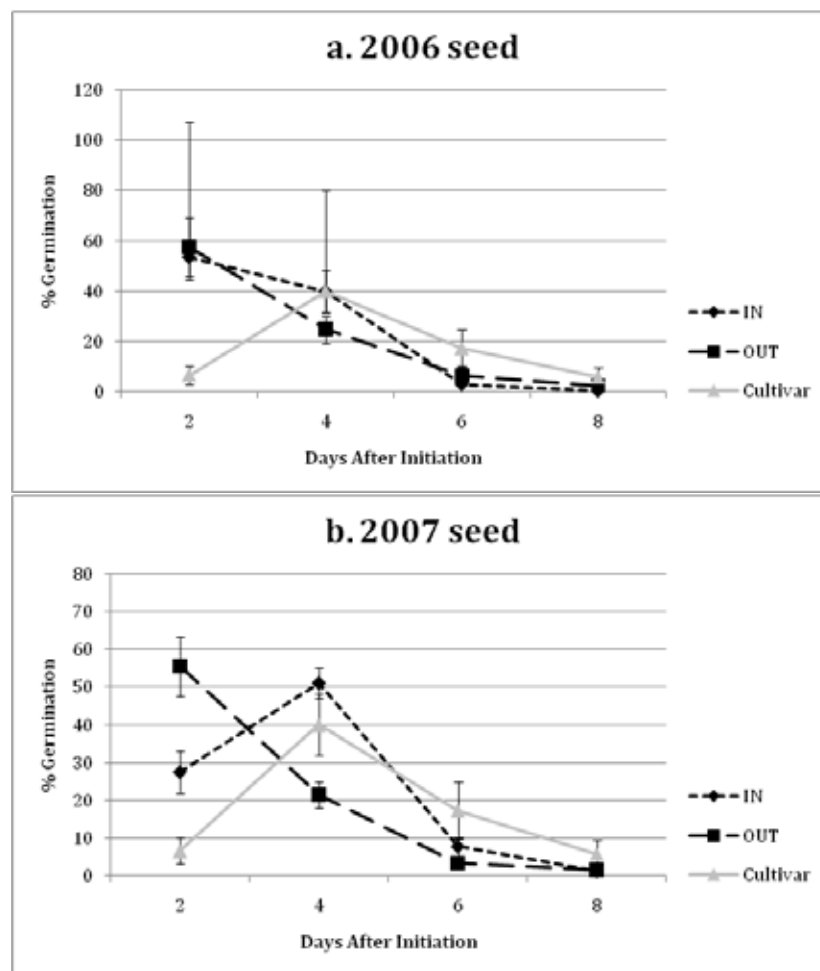 a. 2006 seed
120
100
80
60
40
20
0
% Germination
2 4 6 8
Days After Initiation
IN
OUT
Cultivar
b. 2007 seed
80
70
60
50
40
30
20
10
0
% Germination
2 4 6 8
Days After Initiation
IN
OUT
Cultivar